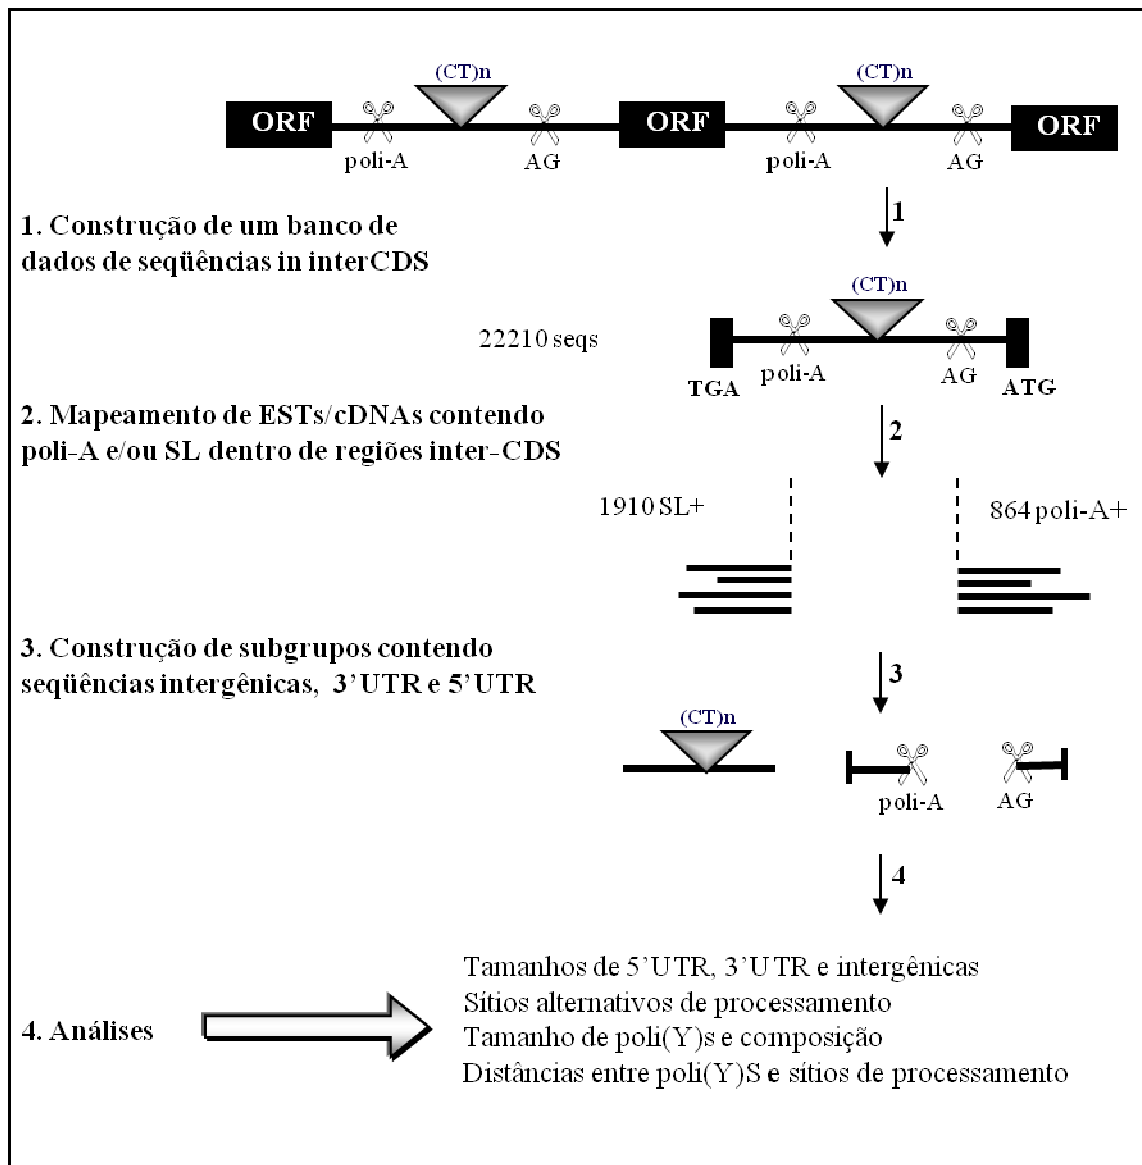 (CT)n (CT)n
ORF ORF ORF
poli-A AG poli-A AG
1. Construção de um banco de
dados de seqüências in interCDS
1
(CT)n
22210 seqs
poli-A AG
TGA ATG
2. Mapeamento de ESTs/cDNAs contendo
poli-A e/ou SL dentro de regiões inter-CDS
2
1910 SL+ 864 poli-A+
3. Construção de subgrupos contendo
seqüências intergênicas, 3’UTR e 5’UTR
3
(CT)n
poli-A AG
4
Tamanhos de 5’UTR, 3’UTR e intergênicas
Sítios alternativos de processamento
4. Análises
Tamanho de poli(Y)s e composição
Distâncias entre poli(Y)S e sítios de processamento